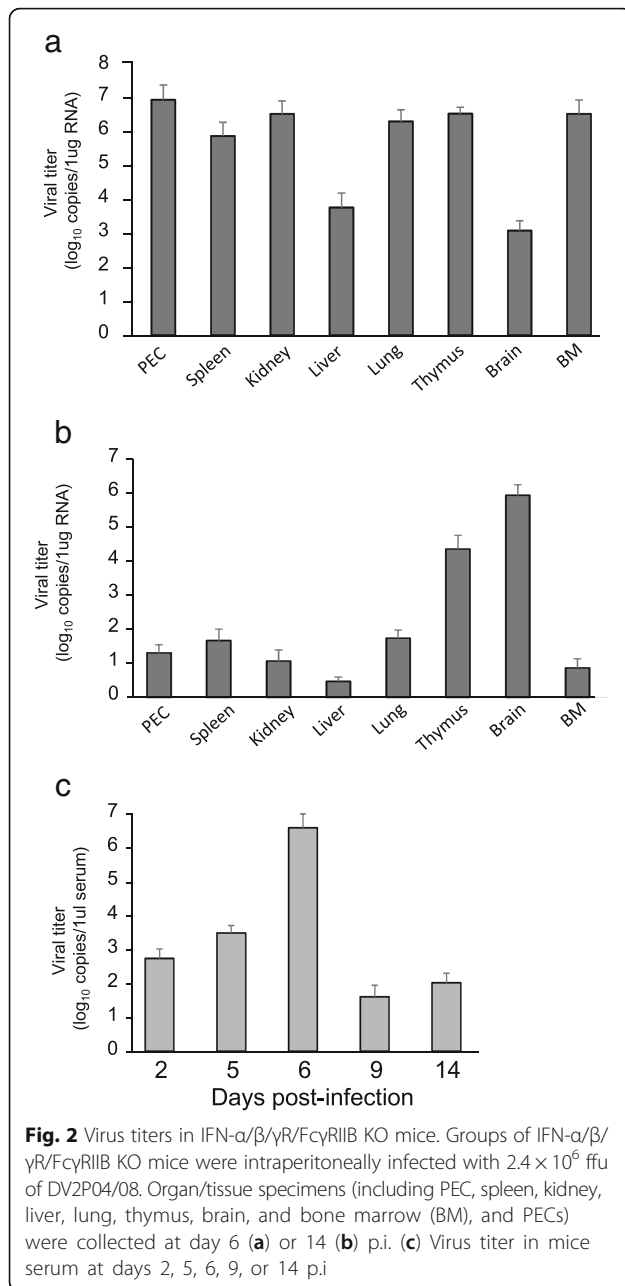 a
8
7
6
5
4
3
2
1
0
Viral titer
(log₁₀ copies/1ug RNA)
PEC Spleen Kidney Liver Lung Thymus Brain BM
b
7
6
5
4
3
2
1
0
Viral titer
(log₁₀ copies/1ug RNA)
PEC Spleen Kidney Liver Lung Thymus Brain BM
c
7
6
5
4
3
2
1
0
Viral titer
(log₁₀ copies/1ul serum)
2 5 6 9 14
Days post-infection
Fig. 2 Virus titers in IFN-α/β/γR/FcγRIIB KO mice. Groups of IFN-α/β/
γR/FcγRIIB KO mice were intraperitoneally infected with 2.4 × 10⁶ ffu
of DV2P04/08. Organ/tissue specimens (including PEC, spleen, kidney,
liver, lung, thymus, brain, and bone marrow (BM), and PECs)
were collected at day 6 (a) or 14 (b) p.i. (c) Virus titer in mice
serum at days 2, 5, 6, 9, or 14 p.i